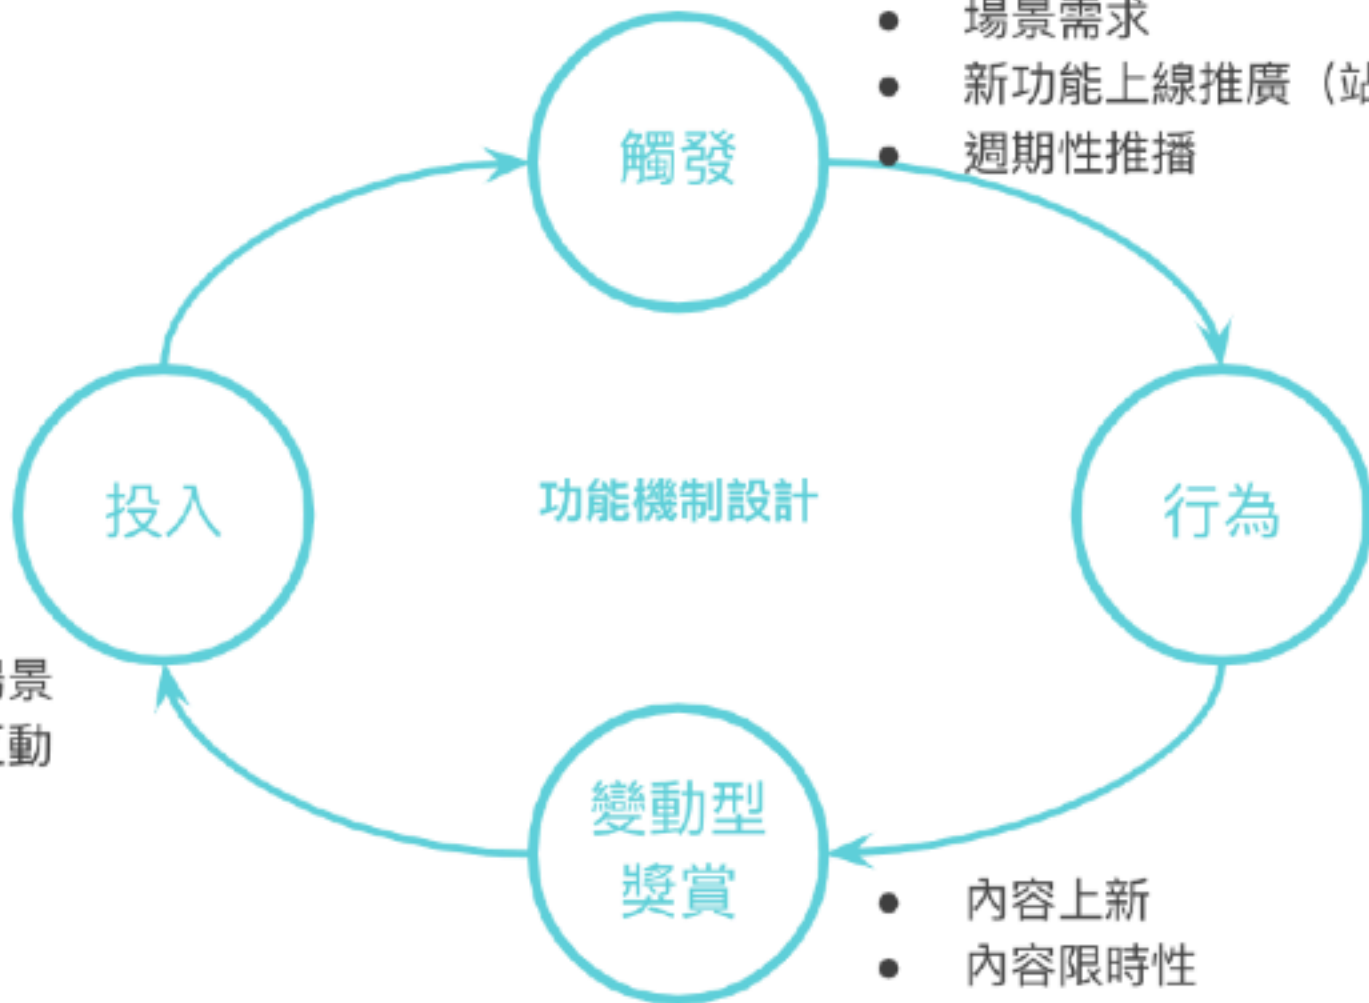 場景需求
新功能上線推廣（站
週期性推播
觸發
投入
功能機制設計
行為
景
互動
變動型
獎賞
內容上新
內容限時性